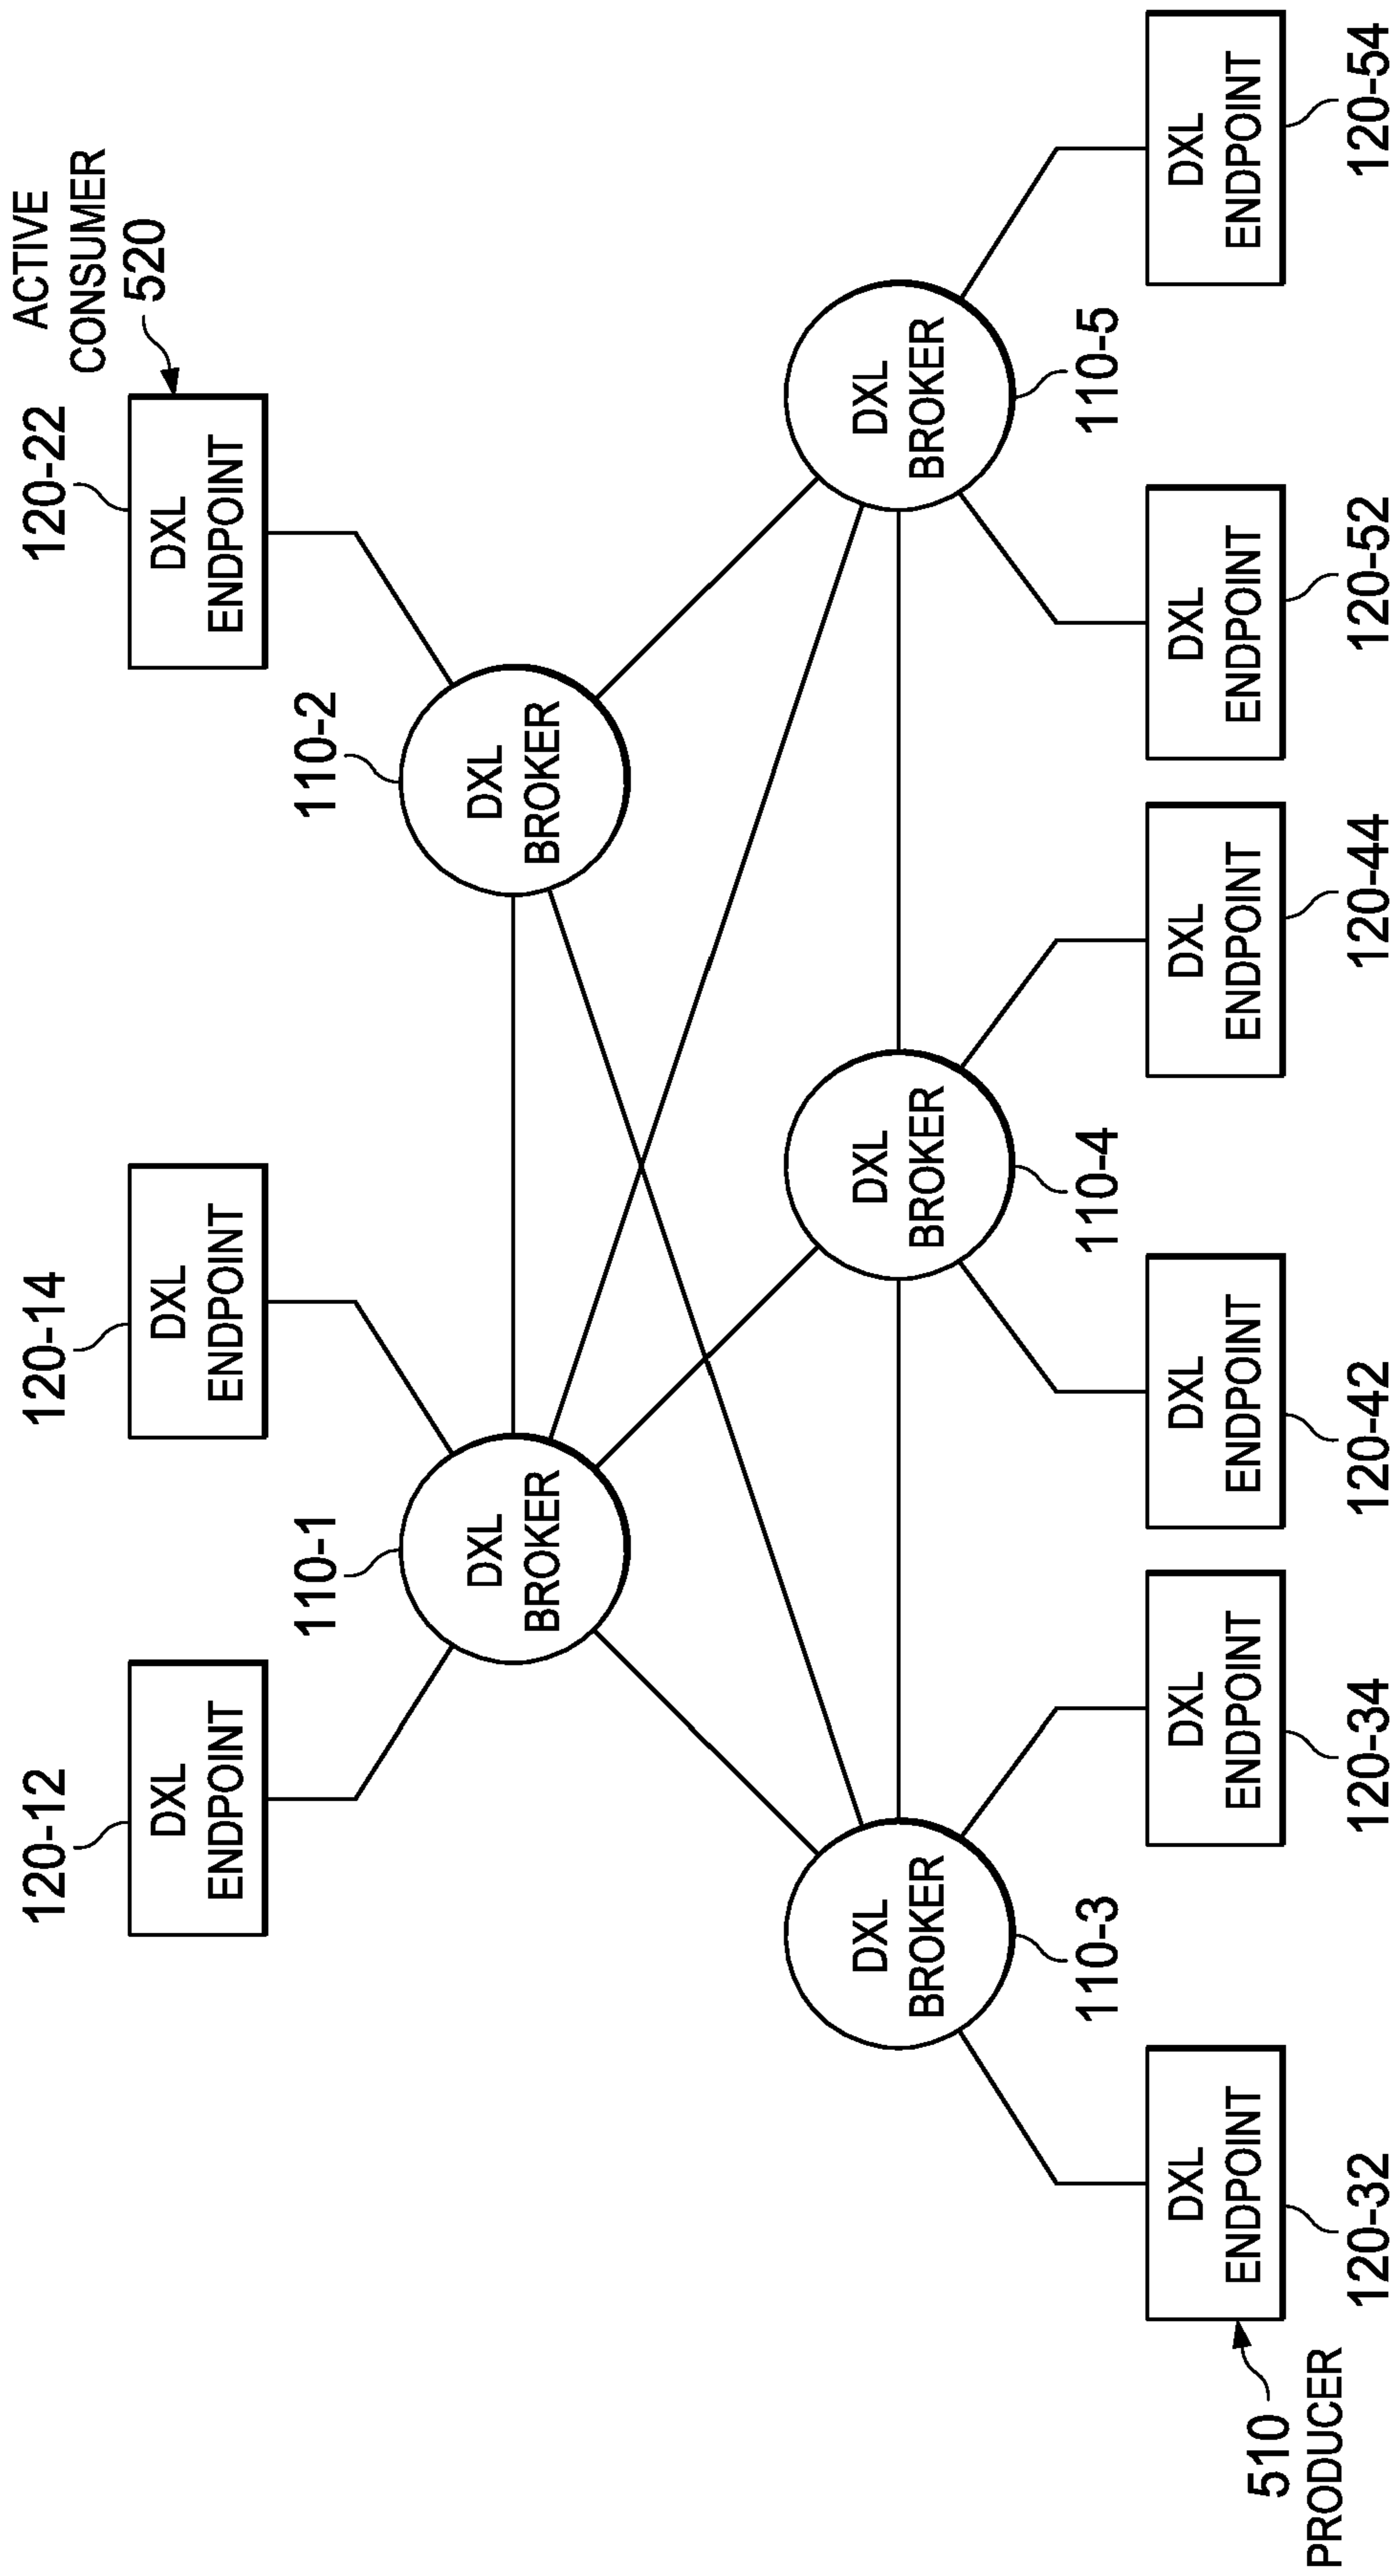 ACTIVE
CONSUMER
520
120-12
120-14
120-22
DXL
ENDPOINT
DXL
ENDPOINT
DXL
ENDPOINT
110-1
110-2
DXL
BROKER
DXL
BROKER
DXL
BROKER
DXL
BROKER
DXL
BROKER
110-3
110-4
110-5
DXL
ENDPOINT
DXL
ENDPOINT
DXL
ENDPOINT
DXL
ENDPOINT
DXL
ENDPOINT
DXL
ENDPOINT
510
PRODUCER
120-32
120-34
120-42
120-44
120-52
120-54